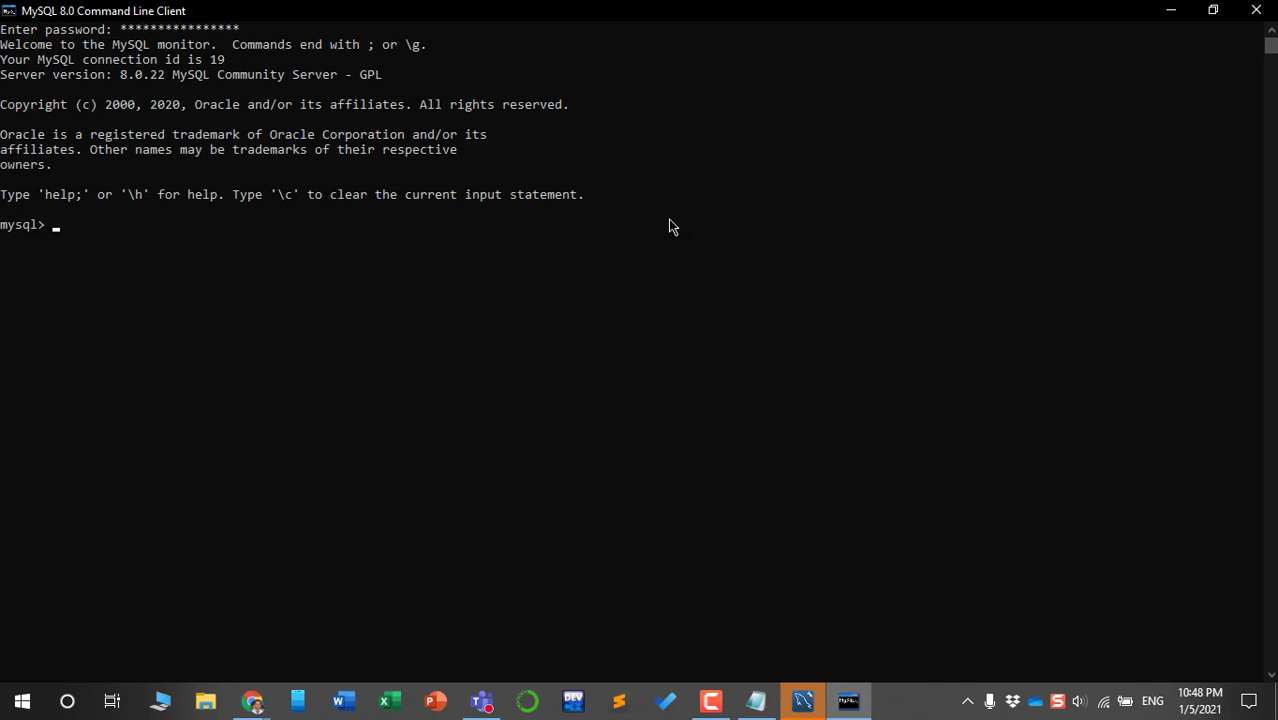 MySQL 8.0 Command Line Client
Enter password: ****************
Welcome to the MySQL monitor.  Commands end with ; or \g.
Your MySQL connection id is 19
Server version: 8.0.22 MySQL Community Server - GPL
Copyright (c) 2000, 2020, Oracle and/or its affiliates. All rights reserved.
Oracle is a registered trademark of Oracle Corporation and/or its
affiliates. Other names may be trademarks of their respective
owners.
Type 'help;' or '\h' for help. Type '\c' to clear the current input statement.
mysql> _
ENG
10:48 PM
1/5/2021